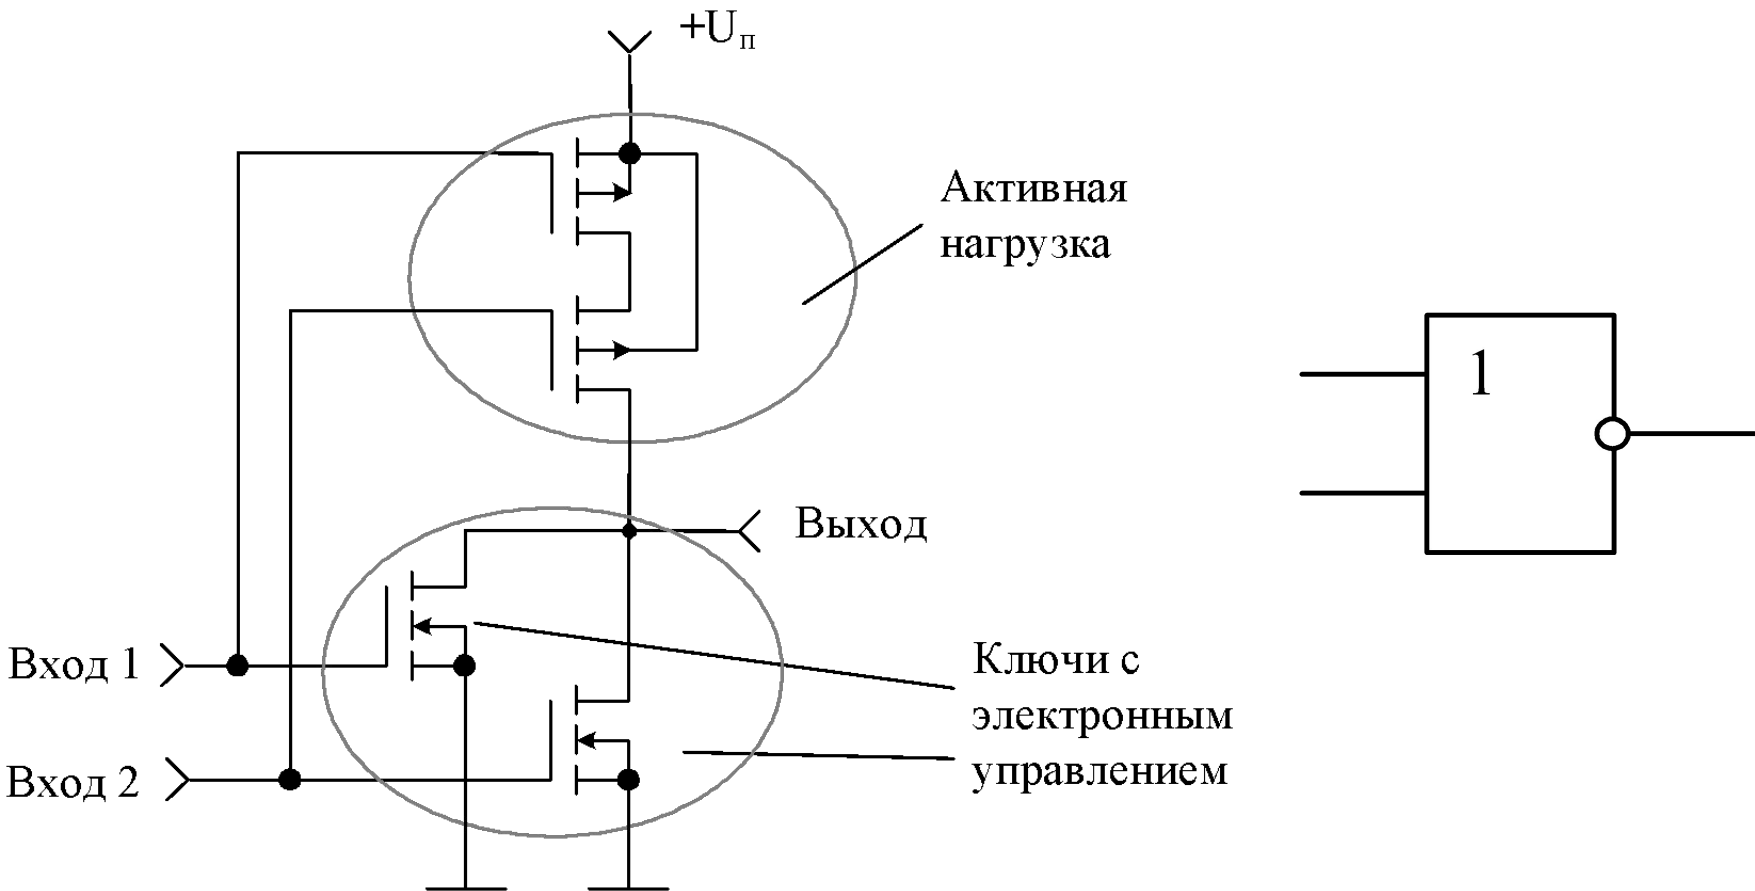 +Uп
Активная
нагрузка
1
Выход
Вход 1
Ключи с
электронным
управлением
Вход 2